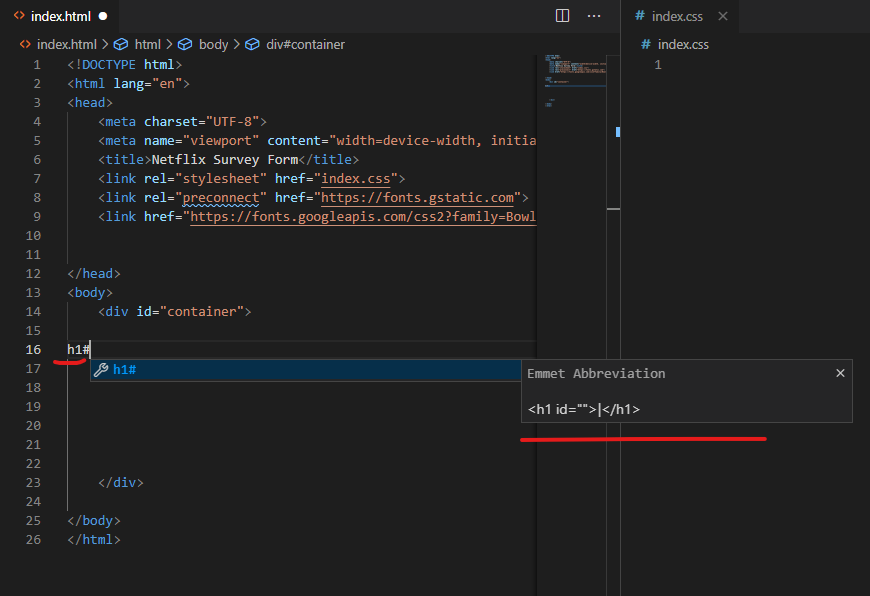 index.html
index.css
index.html > html > body > div#container
index.css
1 <!DOCTYPE html>
2 <html lang="en">
3 <head>
4 <meta charset="UTF-8">
5 <meta name="viewport" content="width=device-width, initia
6 <title>Netflix Survey Form</title>
7 <link rel="stylesheet" href="index.css">
8 <link rel="preconnect" href="https://fonts.gstatic.com">
9 <link href="https://fonts.googleapis.com/css2?family=Bowl
10
11
12 </head>
13 <body>
14 <div id="container">
15
16 h1#
17 h1#
Emmet Abbreviation
<h1 id="">|</h1>
18
19
20
21
22
23 </div>
24
25 </body>
26 </html>
1